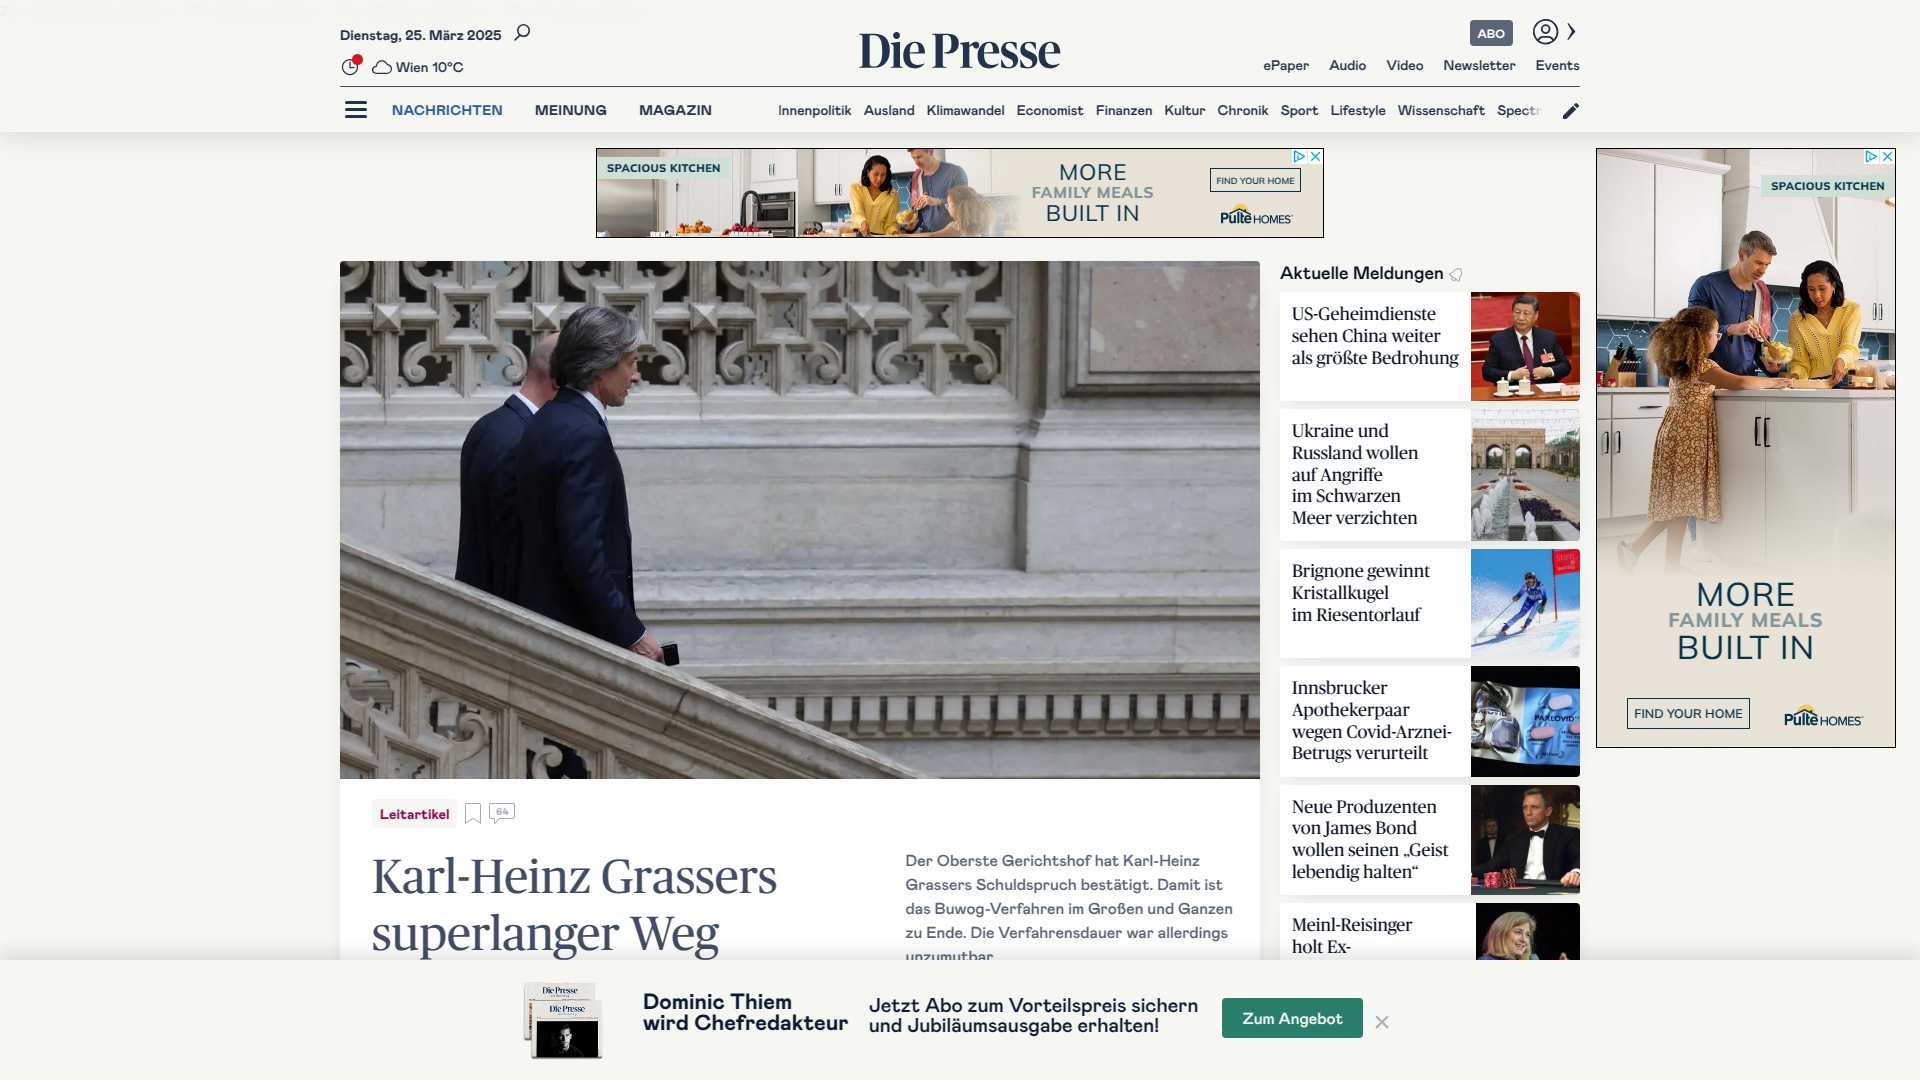 Dienstag, 25. März 2025
Wien 10°C
Die Presse
ABO
ePaper Audio Video Newsletter Events
NACHRICHTEN MEINUNG MAGAZIN
Innenpolitik Ausland Klimawandel Economist Finanzen Kultur Chronik Sport Lifestyle Wissenschaft Spectr
SPACIOUS KITCHEN
MORE
FAMILY MEALS
BUILT IN
FIND YOUR HOME
Pulte HOMES
Leitartikel
64
Karl-Heinz Grassers
superlanger Weg
Der Oberste Gerichtshof hat Karl-Heinz
Grassers Schuldspruch bestätigt. Damit ist
das Buwog-Verfahren im Großen und Ganzen
zu Ende. Die Verfahrensdauer war allerdings
unzumutbar.
Aktuelle Meldungen
US-Geheimdienste
sehen China weiter
als größte Bedrohung
Ukraine und
Russland wollen
auf Angriffe
im Schwarzen
Meer verzichten
Brignone gewinnt
Kristallkugel
im Riesentorlauf
Innsbrucker
Apothekerpaar
wegen Covid-Arznei-
Betrugs verurteilt
PAXLOVID
Neue Produzenten
von James Bond
wollen seinen „Geist
lebendig halten“
Meinl-Reisinger
holt Ex-
SPACIOUS KITCHEN
MORE
FAMILY MEALS
BUILT IN
FIND YOUR HOME
Pulte HOMES
Die Presse
Die Presse
Dominic Thiem
wird Chefredakteur
Jetzt Abo zum Vorteilspreis sichern
und Jubiläumsausgabe erhalten!
Zum Angebot